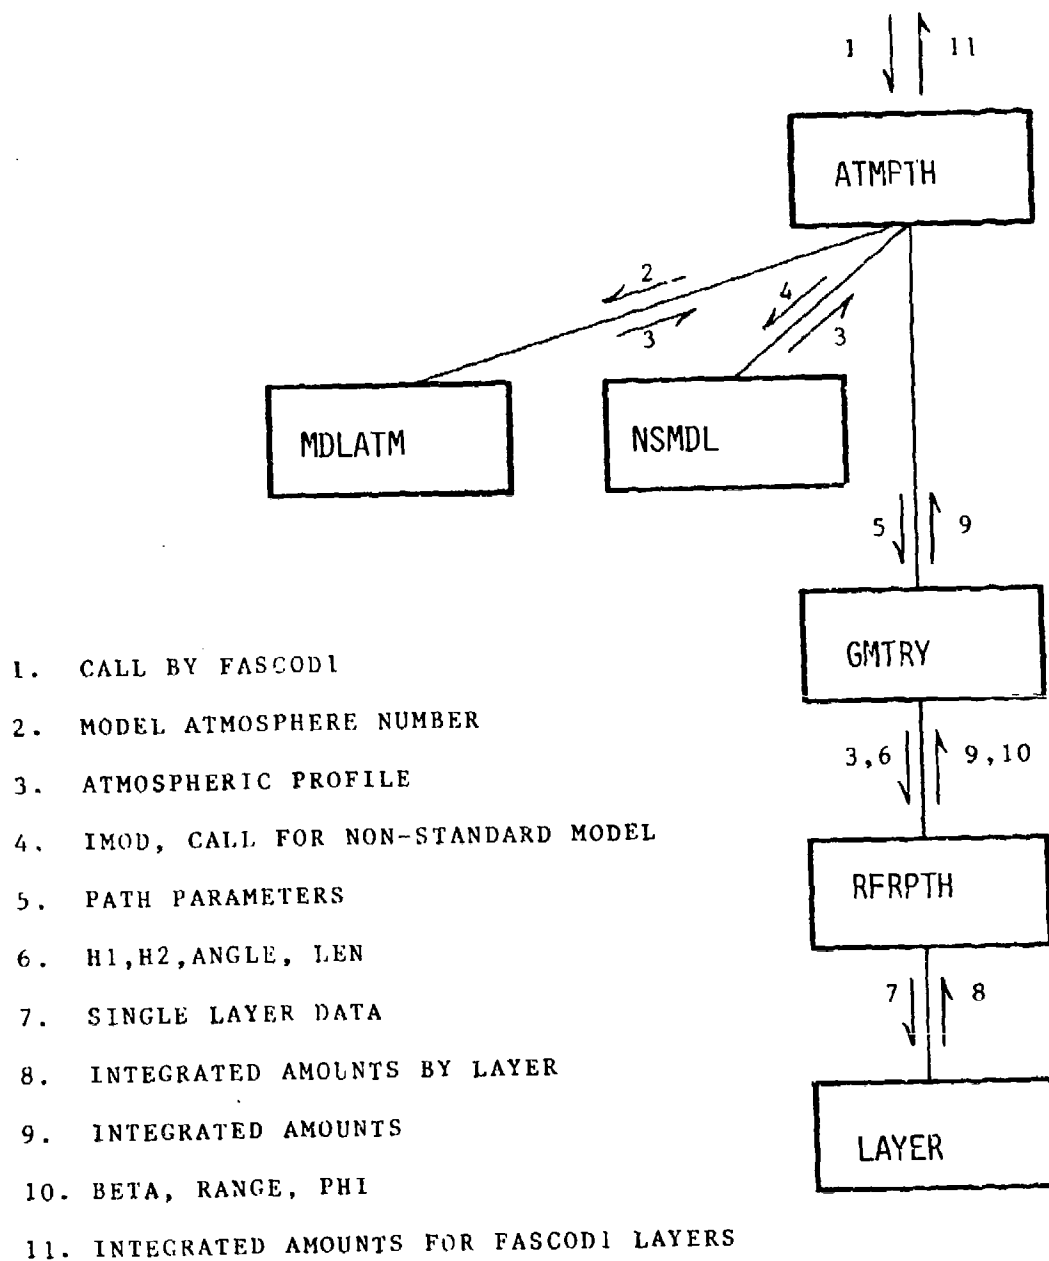 1 11
ATMPTH
2
3
4
3
MDLATM
NSMDL
5 9
GMTRY
3,6 9,10
RFRPTH
7 8
LAYER
1. CALL BY FASCOD1
2. MODEL ATMOSPHERE NUMBER
3. ATMOSPHERIC PROFILE
4. IMOD, CALL FOR NON-STANDARD MODEL
5. PATH PARAMETERS
6. H1,H2,ANGLE, LEN
7. SINGLE LAYER DATA
8. INTEGRATED AMOUNTS BY LAYER
9. INTEGRATED AMOUNTS
10. BETA, RANGE, PHI
11. INTEGRATED AMOUNTS FOR FASCOD1 LAYERS